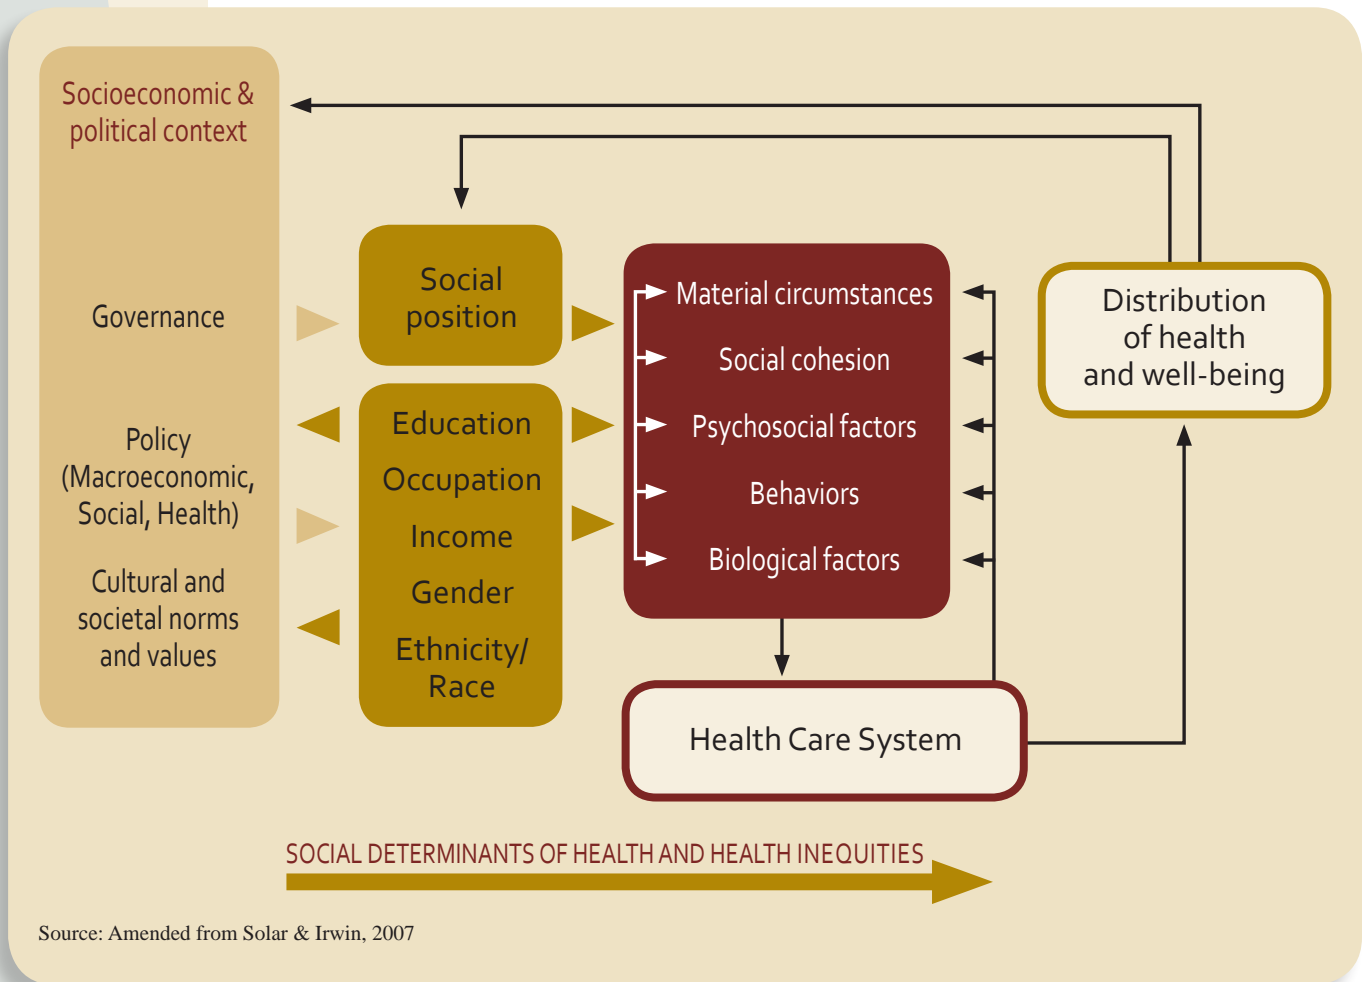 Socioeconomic &
political context
Governance
Policy
(Macroeconomic,
Social, Health)
Cultural and
societal norms
and values
Social
position
Education
Occupation
Income
Gender
Ethnicity/
Race
Material circumstances
Social cohesion
Psychosocial factors
Behaviors
Biological factors
Health Care System
Distribution
of health
and well-being
SOCIAL DETERMINANTS OF HEALTH AND HEALTH INEQUITIES
Source: Amended from Solar & Irwin, 2007